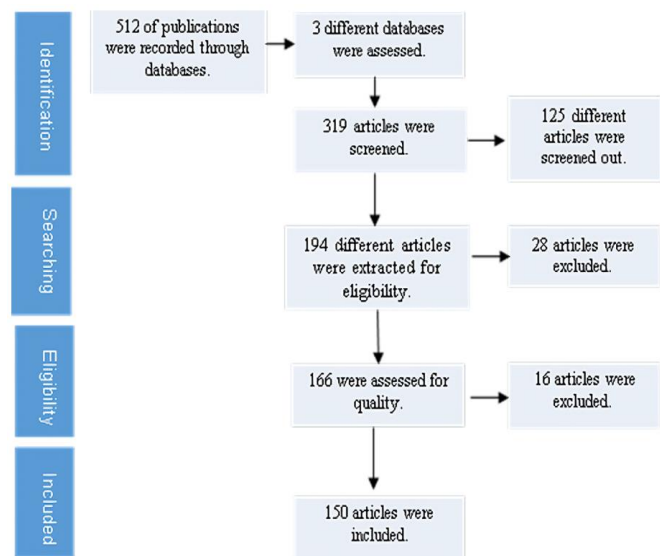 Identification
512 of publications
were recorded through
databases.
3 different databases
were assessed.
319 articles were
screened.
125 different
articles were
screened out.
Searching
194 different articles
were extracted for
eligibility.
28 articles were
excluded.
Eligibility
166 were assessed for
quality.
16 articles were
excluded.
Included
150 articles were
included.